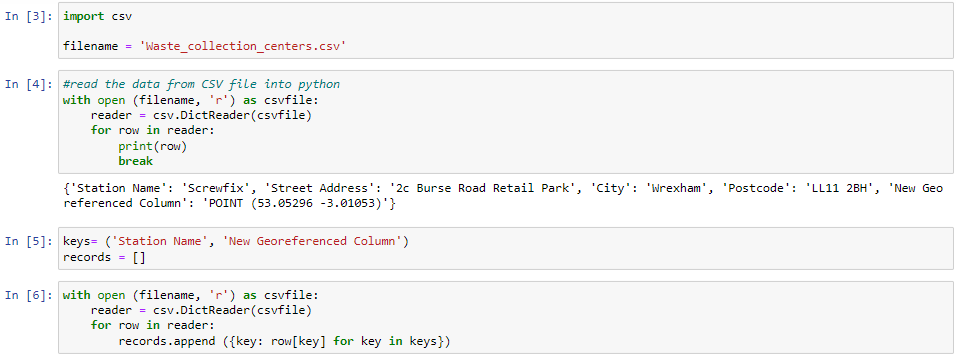 In [3]: import csv
filename = 'Waste_collection_centers.csv'
In [4]: #read the data from CSV file into python
with open (filename, 'r') as csvfile:
reader = csv.DictReader(csvfile)
for row in reader:
print(row)
break
{'Station Name': 'Screwfix', 'Street Address': '2c Burse Road Retail Park', 'City': 'Wrexham', 'Postcode': 'LL11 2BH', 'New Geo
referenced Column': 'POINT (53.05296 -3.01053)'}
In [5]: keys= ('Station Name', 'New Georeferenced Column')
records = []
In [6]: with open (filename, 'r') as csvfile:
reader = csv.DictReader(csvfile)
for row in reader:
records.append ({key: row[key] for key in keys})